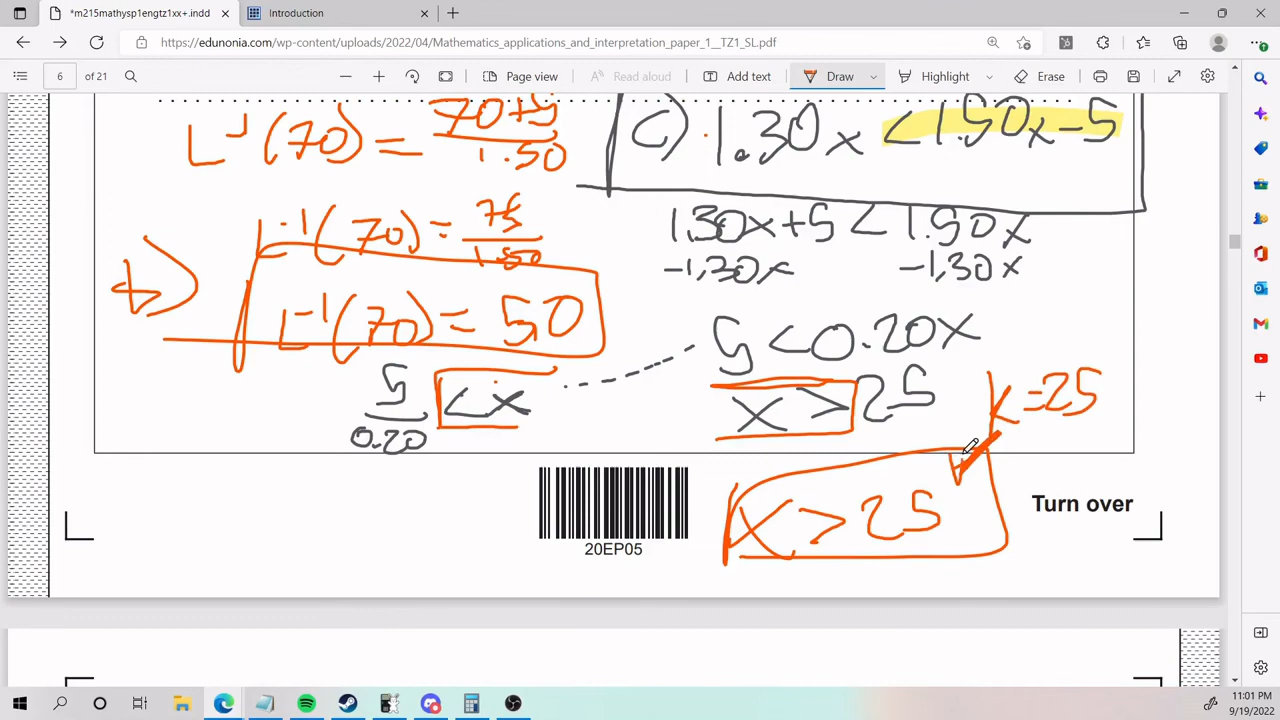 *m215mathysp1engtz1xx+.indd
Introduction
https://edunonia.com/wp-content/uploads/2022/04/Mathematics_applications_and_interpretation_paper_1__TZ1_SL.pdf
6 of 21
Page view
Read aloud
Add text
Draw
Highlight
Erase
L⁻¹(70) = 70+5
1.50
c) 1.30x < 1.50x - 5
L⁻¹(70) = 75
1.50
1.30x+5 < 1.50x
-1.30x -1.30x
b)
L⁻¹(70) = 50
5 < 0.20x
5
0.20
< x
x > 25
k = 25
x > 25
Turn over
20EP05
11:01 PM
9/19/2022